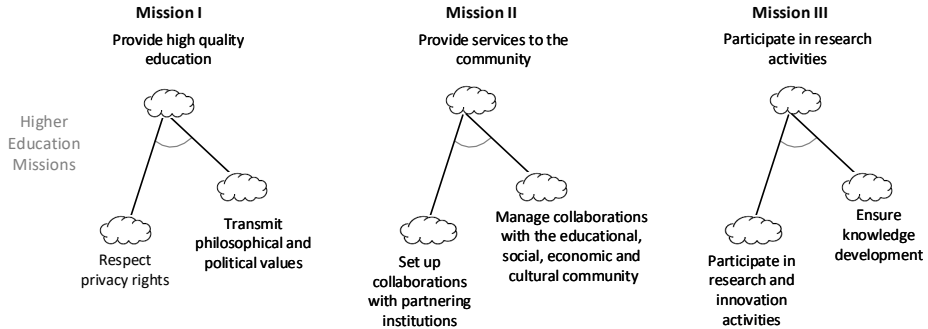 Mission I
Provide high quality
education
Mission II
Provide services to the
community
Mission III
Participate in research
activities
Higher
Education
Missions
Respect
privacy rights
Transmit
philosophical and
political values
Set up
collaborations
with partnering
institutions
Manage collaborations
with the educational,
social, economic and
cultural community
Participate in
research and
innovation
activities
Ensure
knowledge
development